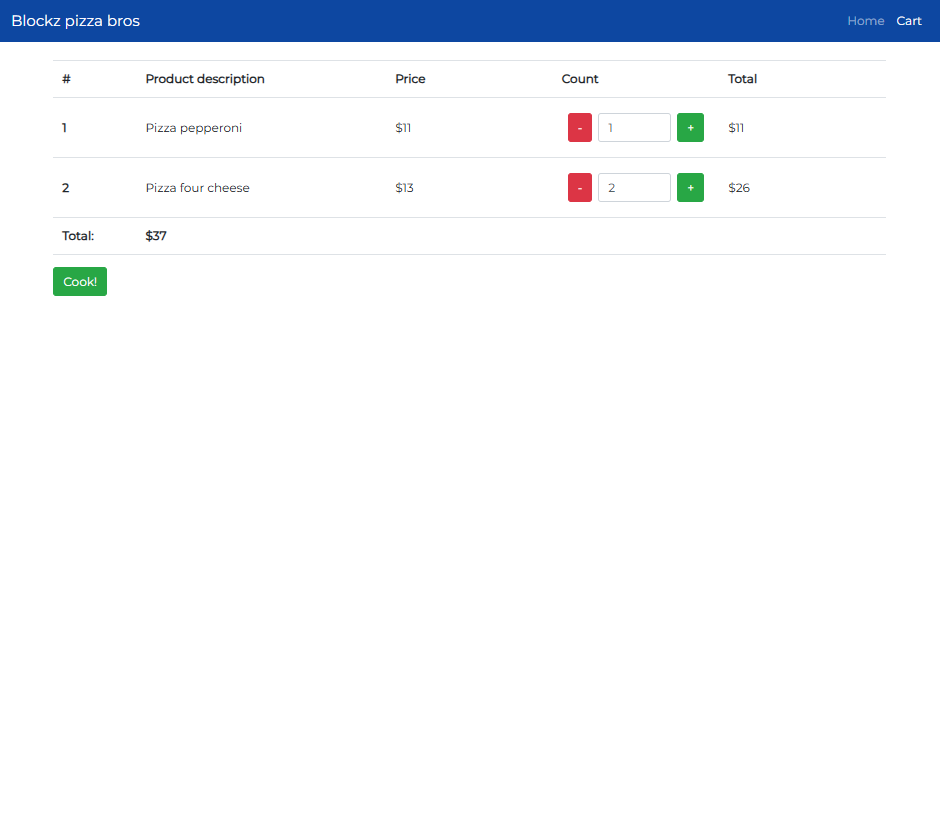 Blockz pizza bros Home Cart
# Product description Price Count Total
1 Pizza pepperoni $11 - 1 + $11
2 Pizza four cheese $13 - 2 + $26
Total: $37
Cook!